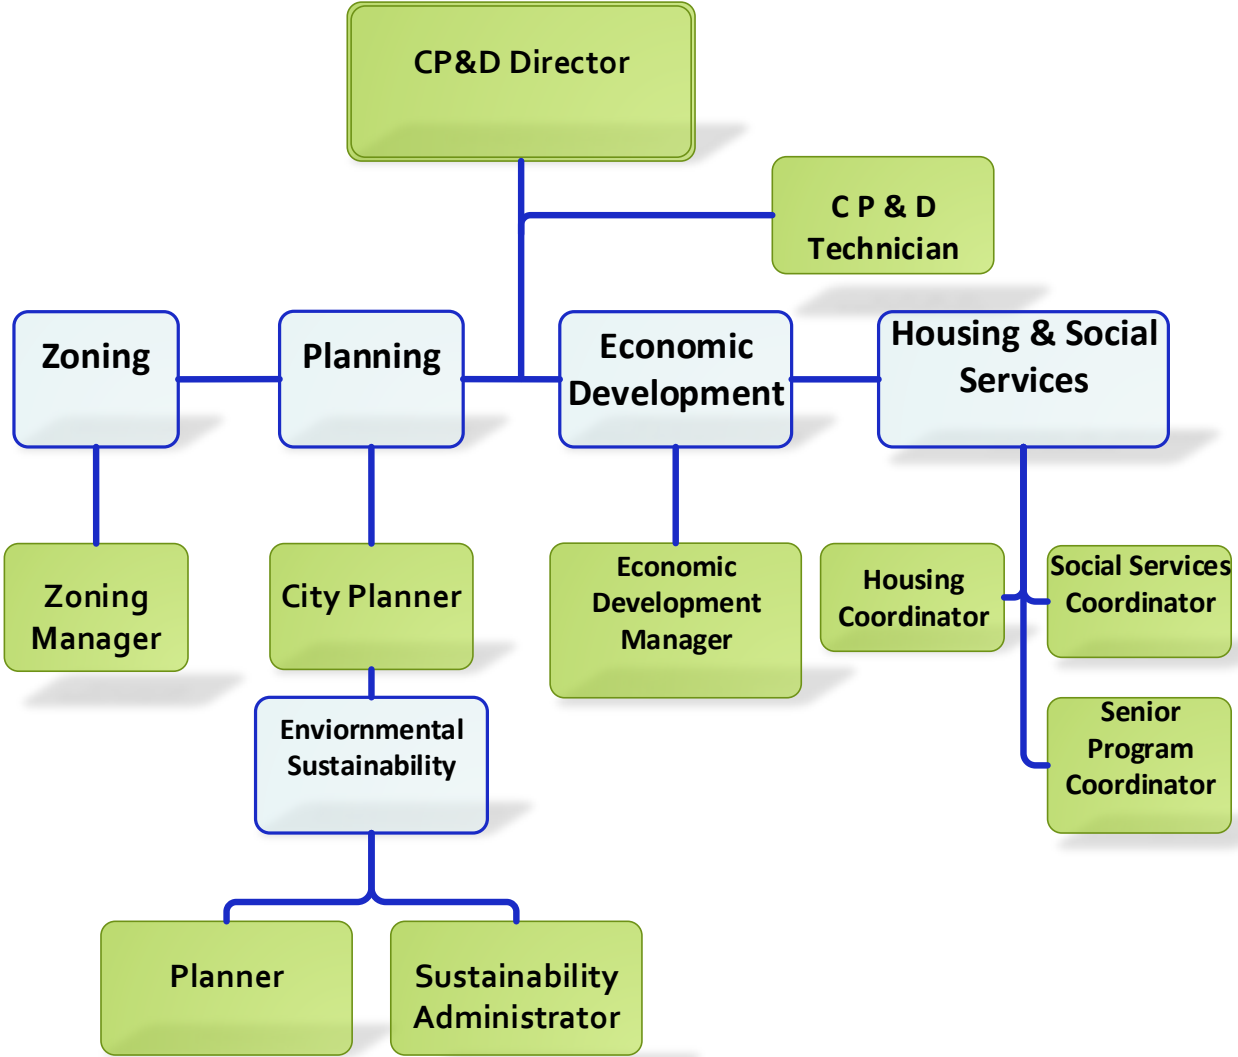 CP&D Director
C P & D
Technician
Zoning
Planning
Economic
Development
Housing & Social
Services
Zoning
Manager
City Planner
Economic
Development
Manager
Housing
Coordinator
Social Services
Coordinator
Senior
Program
Coordinator
Enviornmental
Sustainability
Planner
Sustainability
Administrator